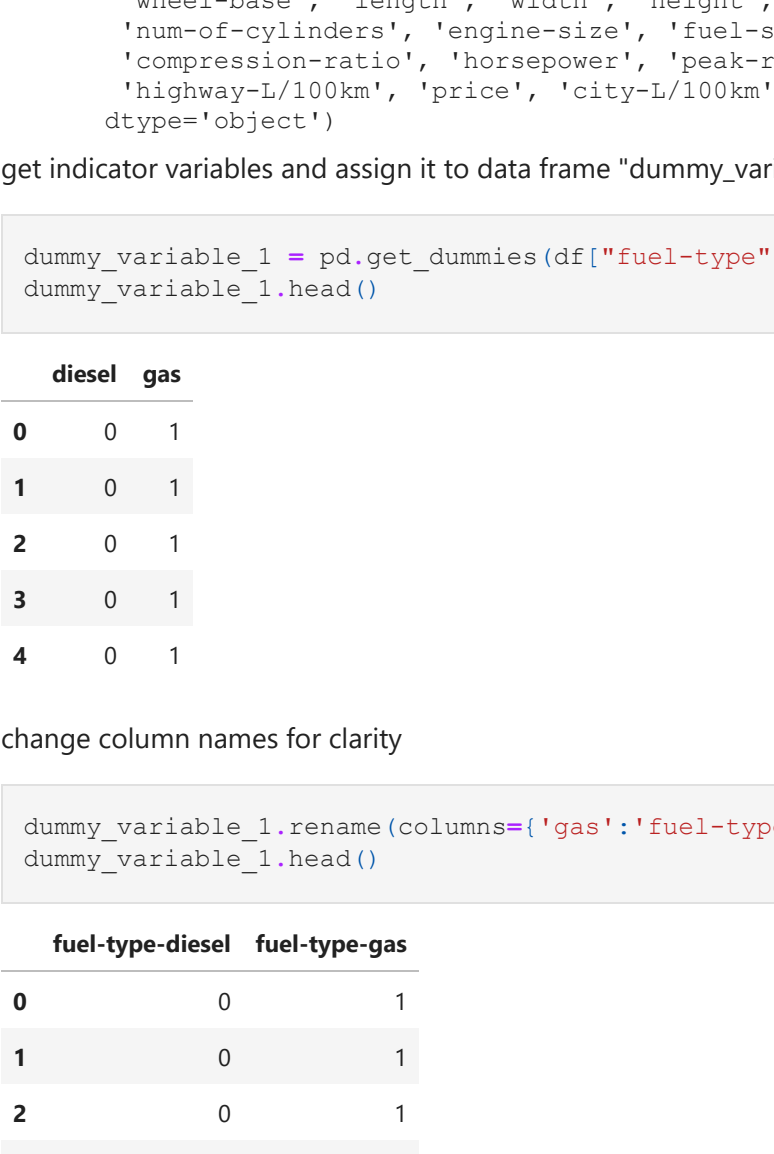 'wheel-base', 'length', 'width', 'height',
'num-of-cylinders', 'engine-size', 'fuel-s
'compression-ratio', 'horsepower', 'peak-r
'highway-L/100km', 'price', 'city-L/100km'
dtype='object')
get indicator variables and assign it to data frame "dummy_vari
dummy_variable_1 = pd.get_dummies(df["fuel-type"
dummy_variable_1.head()
diesel gas
0 0 1
1 0 1
2 0 1
3 0 1
4 0 1
change column names for clarity
dummy_variable_1.rename(columns={'gas':'fuel-typ
dummy_variable_1.head()
fuel-type-diesel fuel-type-gas
0 0 1
1 0 1
2 0 1